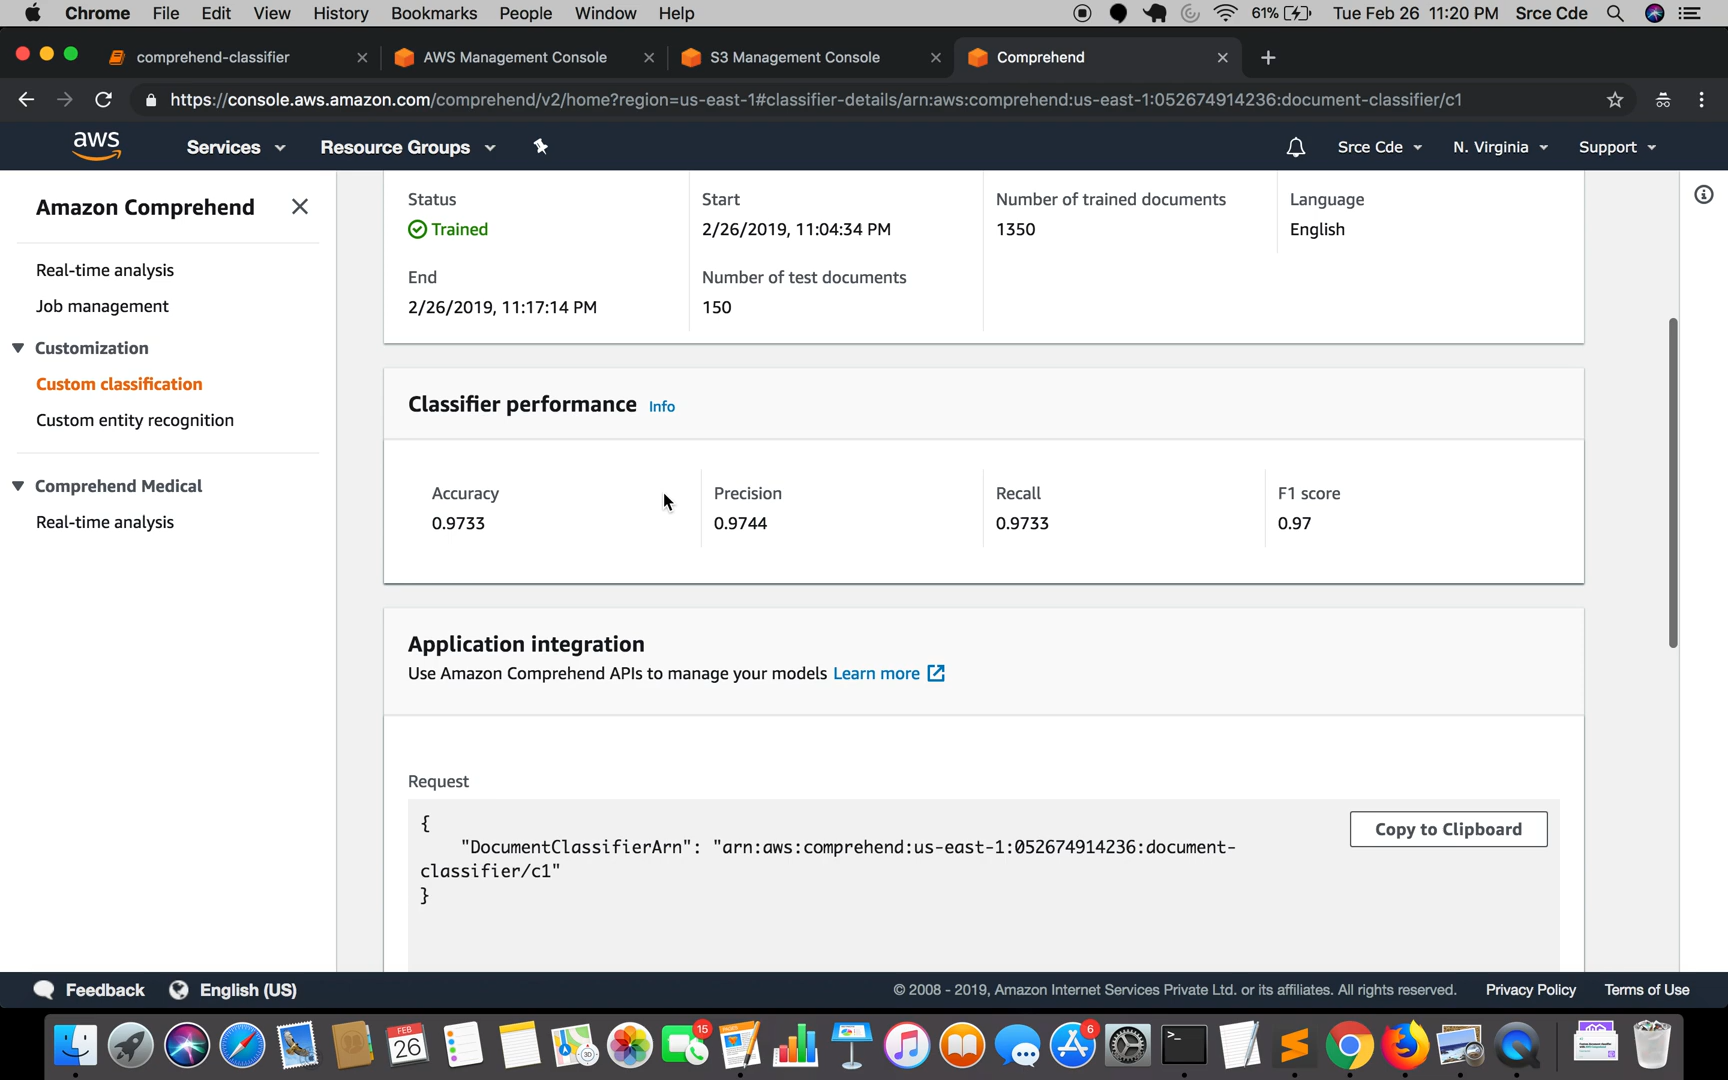 Chrome File Edit View History Bookmarks People Window Help 61% Tue Feb 26 11:20 PM Srce Cde
comprehend-classifier AWS Management Console S3 Management Console Comprehend
https://console.aws.amazon.com/comprehend/v2/home?region=us-east-1#classifier-details/arn:aws:comprehend:us-east-1:052674914236:document-classifier/c1
aws Services Resource Groups Srce Cde N. Virginia Support
Amazon Comprehend
Real-time analysis
Job management
Customization
Custom classification
Custom entity recognition
Comprehend Medical
Real-time analysis
Status Start Number of trained documents Language
Trained 2/26/2019, 11:04:34 PM 1350 English
End Number of test documents
2/26/2019, 11:17:14 PM 150
Classifier performance Info
Accuracy Precision Recall F1 score
0.9733 0.9744 0.9733 0.97
Application integration
Use Amazon Comprehend APIs to manage your models Learn more
Request
Copy to Clipboard
{
"DocumentClassifierArn": "arn:aws:comprehend:us-east-1:052674914236:document-
classifier/c1"
}
Feedback English (US) © 2008 - 2019, Amazon Internet Services Private Ltd. or its affiliates. All rights reserved. Privacy Policy Terms of Use
FEB
26
15
6